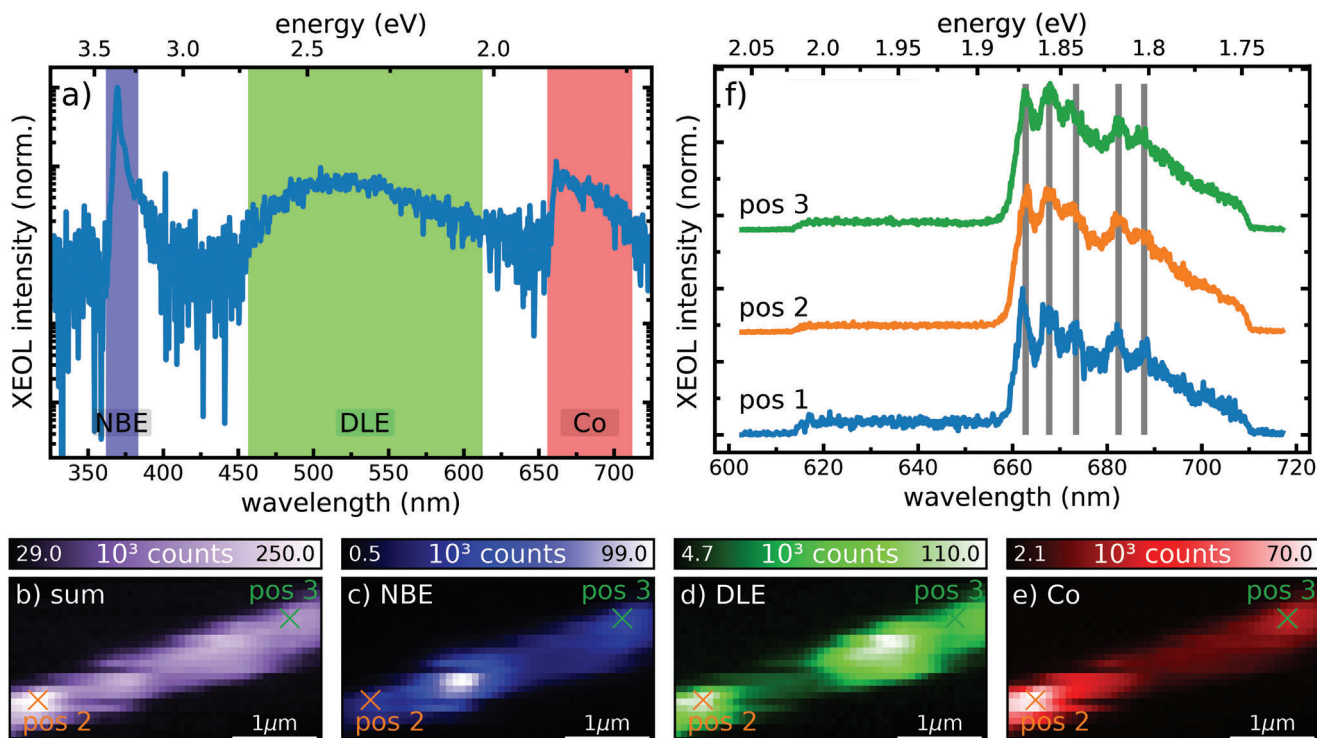 energy (eV)
3.5 3.0 2.5 2.0
a)
XEOL intensity (norm.)
NBE DLE Co
350 400 450 500 550 600 650 700
wavelength (nm)
energy (eV)
2.05 2.0 1.95 1.9 1.85 1.8 1.75
f)
XEOL intensity (norm.)
pos 3
pos 2
pos 1
600 620 640 660 680 700 720
wavelength (nm)
29.0 10³ counts 250.0
b) sum
pos 3
pos 2
1μm
0.5 10³ counts 99.0
c) NBE
pos 3
pos 2
1μm
4.7 10³ counts 110.0
d) DLE
pos 3
pos 2
1μm
2.1 10³ counts 70.0
e) Co
pos 3
pos 2
1μm